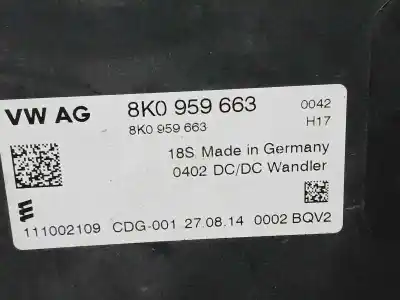 VW AG 8K0 959 663 0042
8K0 959 663 H17
18S Made in Germany
0402 DC/DC Wandler
111002109 CDG-001 27.08.14 0002 BQV2